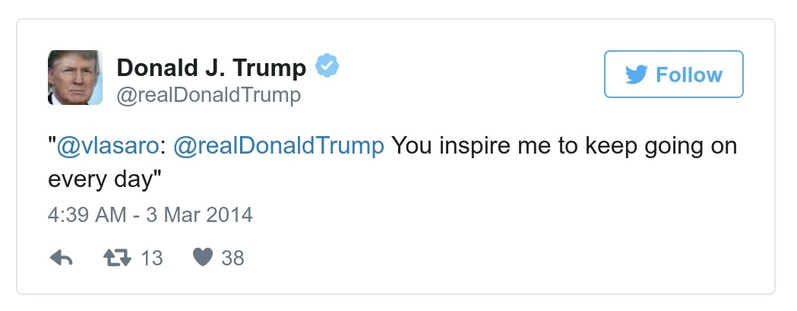 Donald J. Trump
@realDonaldTrump
Follow
"@vlasaro: @realDonaldTrump You inspire me to keep going on
every day"
4:39 AM - 3 Mar 2014
13 38